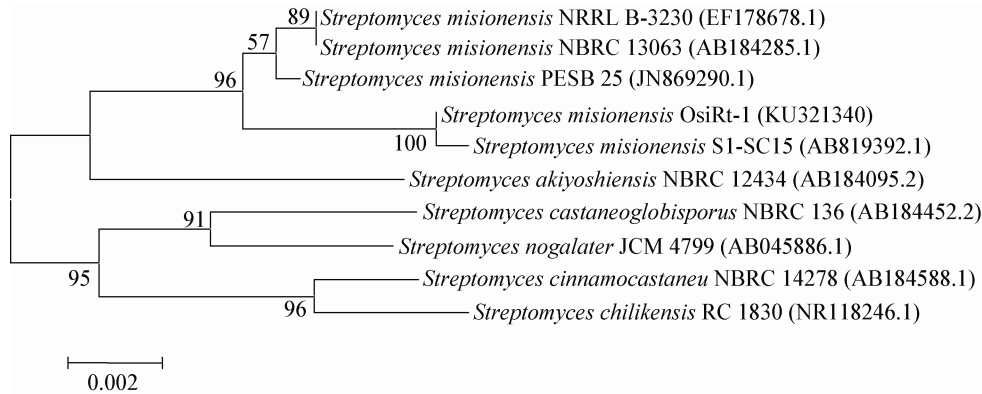 89 Streptomyces misionensis NRRL B-3230 (EF178678.1)
Streptomyces misionensis NBRC 13063 (AB184285.1)
57
Streptomyces misionensis PESB 25 (JN869290.1)
96
Streptomyces misionensis OsiRt-1 (KU321340)
100
Streptomyces misionensis S1-SC15 (AB819392.1)
Streptomyces akiyoshiensis NBRC 12434 (AB184095.2)
Streptomyces castaneoglobisporus NBRC 136 (AB184452.2)
91
Streptomyces nogalater JCM 4799 (AB045886.1)
95
Streptomyces cinnamocastaneu NBRC 14278 (AB184588.1)
96
Streptomyces chilikensis RC 1830 (NR118246.1)
0.002